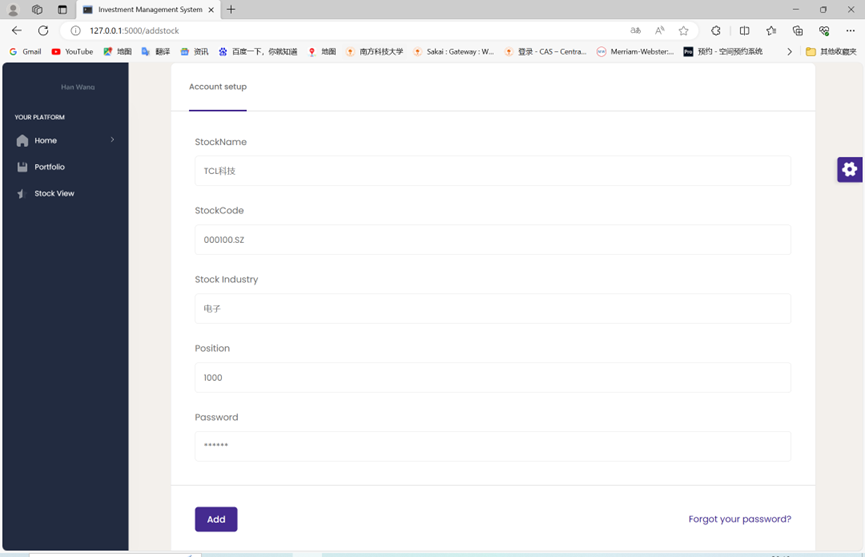 Investment Management System
127.0.0.1:5000/addstock
Gmail
YouTube
地图
翻译
资讯
百度一下，你就知道
地图
南方科技大学
Sakai : Gateway : W...
登录 - CAS – Centra...
Merriam-Webster:...
预约 - 空间预约系统
其他收藏夹
Han Wang
YOUR PLATFORM
Home
Portfolio
Stock View
Account setup
StockName
TCL科技
StockCode
000100.SZ
Stock Industry
电子
Position
1000
Password
******
Add
Forgot your password?